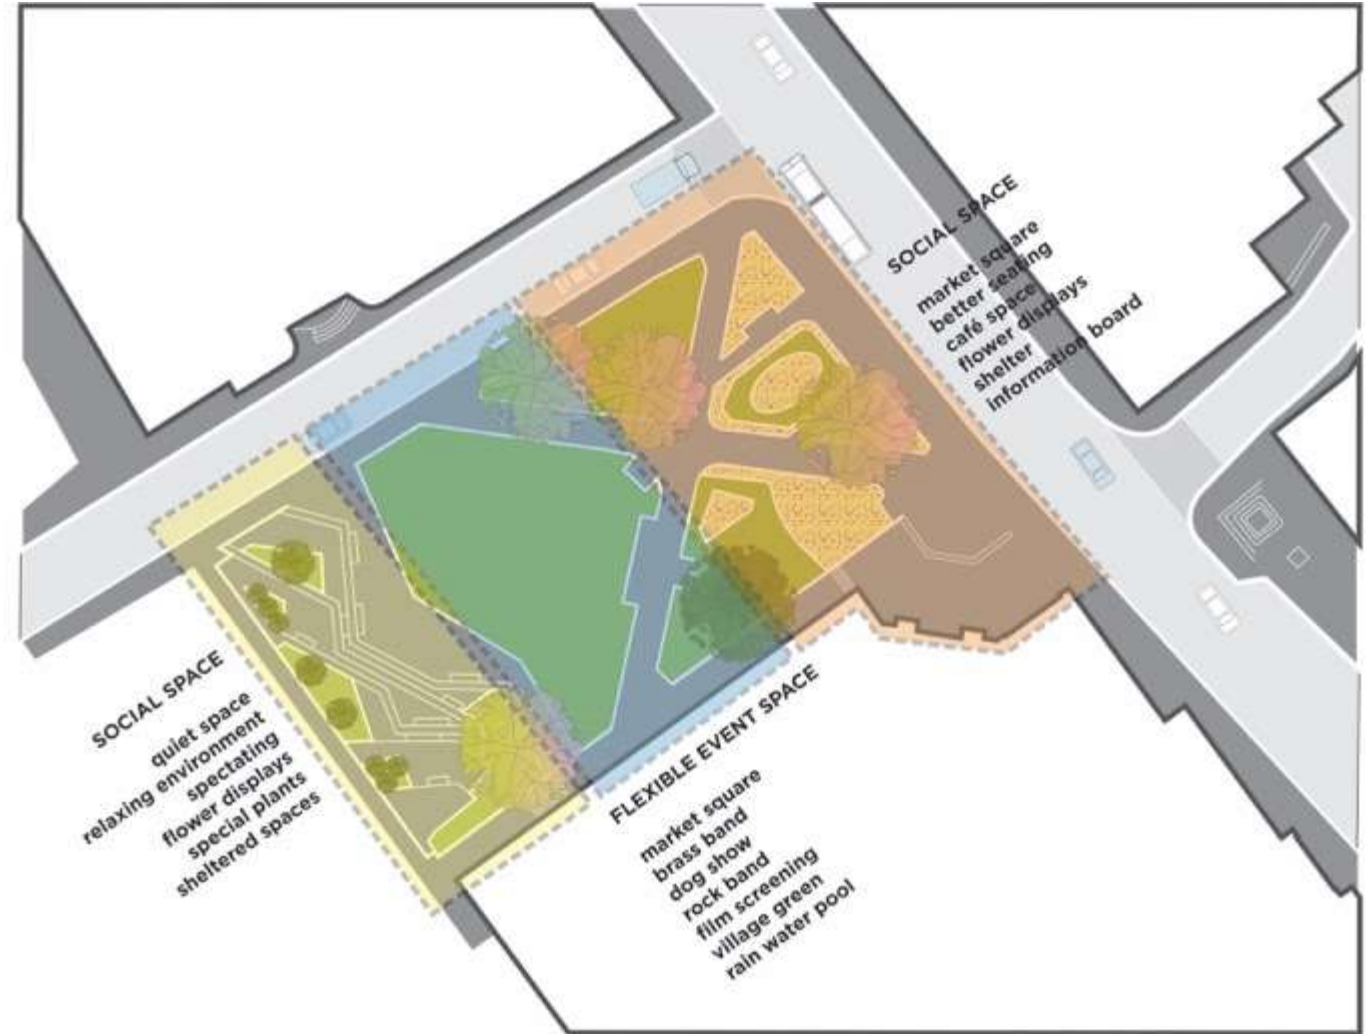 SOCIAL SPACE
market square
better seating
café space
flower displays
shelter
information board
SOCIAL SPACE
quiet space
relaxing environment
spectating
flower displays
special plants
sheltered spaces
FLEXIBLE EVENT SPACE
market square
brass band
dog show
rock band
film screening
village green
rain water pool